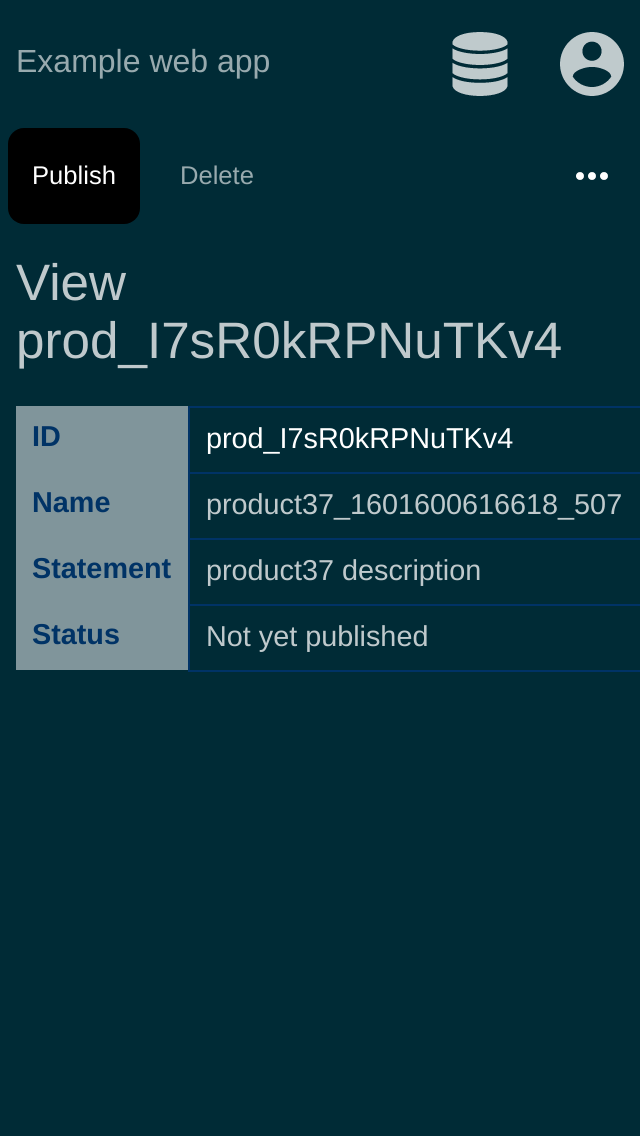 Example web app
Publish Delete
View
prod_I7sR0kRPNuTKv4
ID prod_I7sR0kRPNuTKv4
Name product37_1601600616618_507
Statement product37 description
Status Not yet published